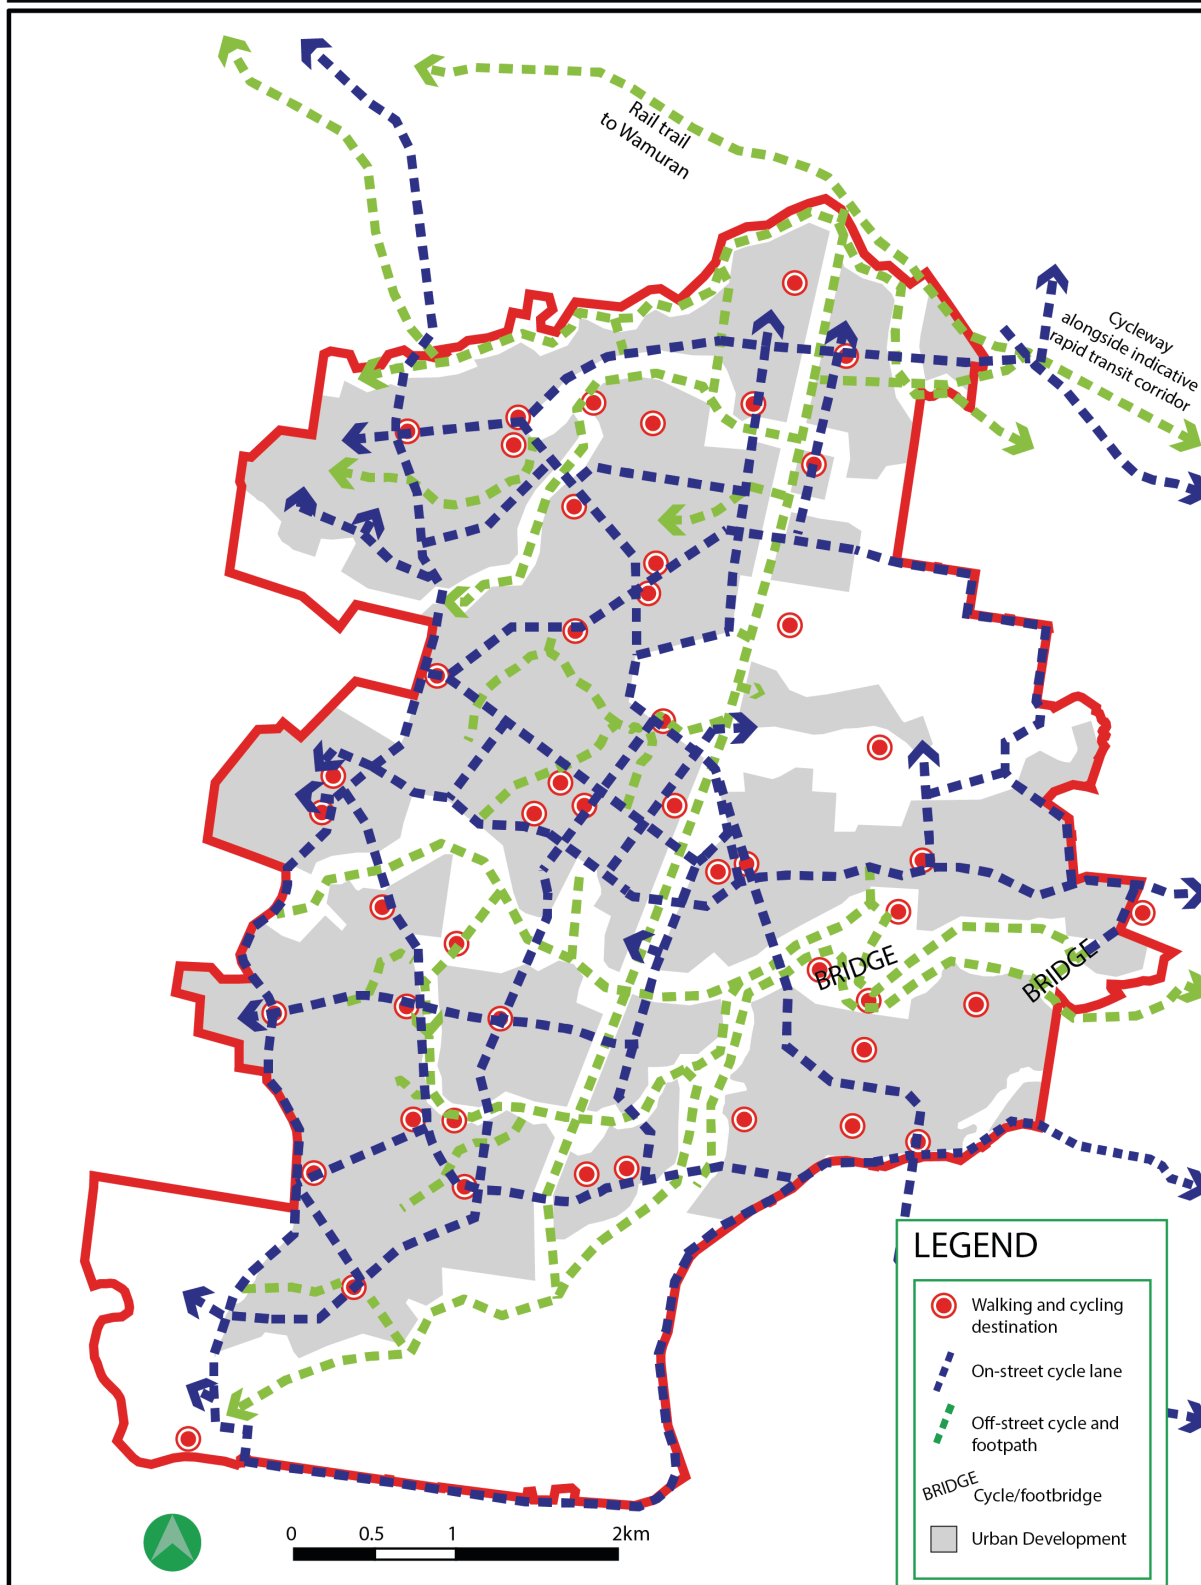 Rail trail
to Wamuran
Cycleway
alongside indicative
rapid transit corridor
BRIDGE
BRIDGE
LEGEND
Walking and cycling
destination
On-street cycle lane
Off-street cycle and
footpath
BRIDGE Cycle/footbridge
Urban Development
0 0.5 1 2km